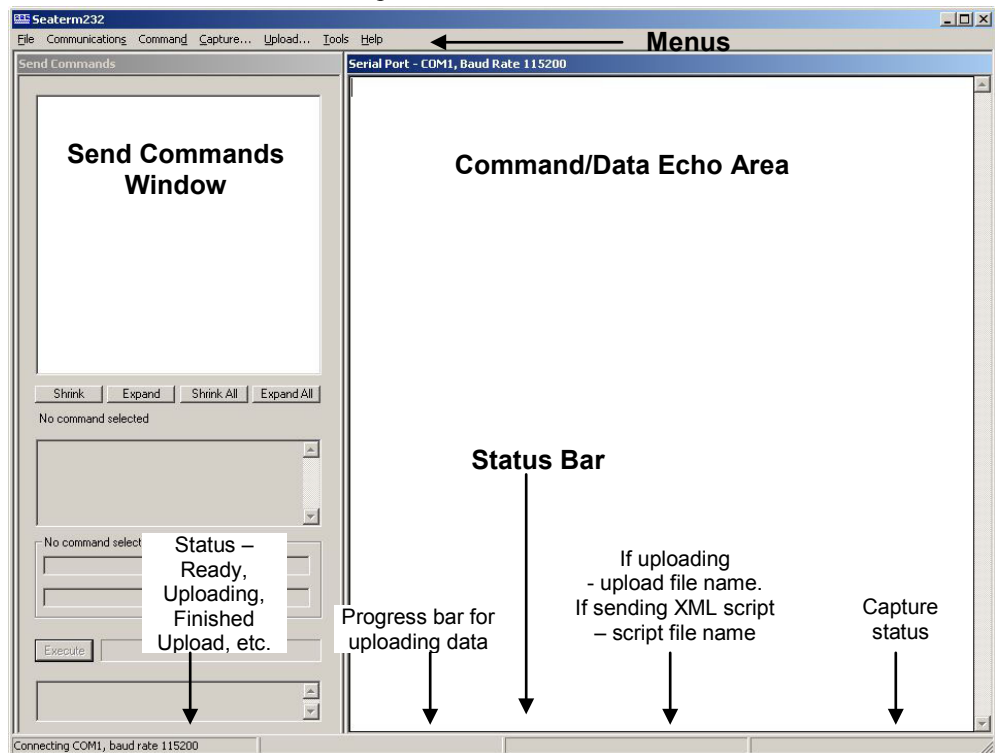 Seaterm232
File Communications Command Capture... Upload... Tools Help
Menus
Send Commands
Serial Port - COM1, Baud Rate 115200
Send Commands
Window
Command/Data Echo Area
Shrink Expand Shrink All Expand All
No command selected
Status Bar
No command selec
Status –
Ready,
Uploading,
Finished
Upload, etc.
Progress bar for
uploading data
If uploading
- upload file name.
If sending XML script
– script file name
Capture
status
Execute
Connecting COM1, baud rate 115200